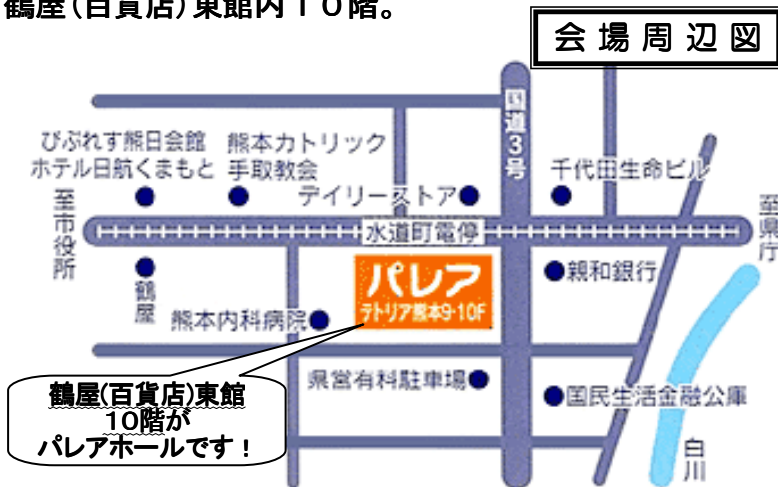 鶴屋(百貨店)東館内10階。
会場周辺図
国道3号
びぷれす熊日会館
ホテル日航くまもと
熊本カトリック
手取教会
デイリーストア
千代田生命ビル
至市役所
水道町電停
至県庁
鶴屋
パレア
テトリア熊本9・10F
親和銀行
熊本内科病院
県営有料駐車場
国民生活金融公庫
鶴屋(百貨店)東館
10階が
パレアホールです!
白川